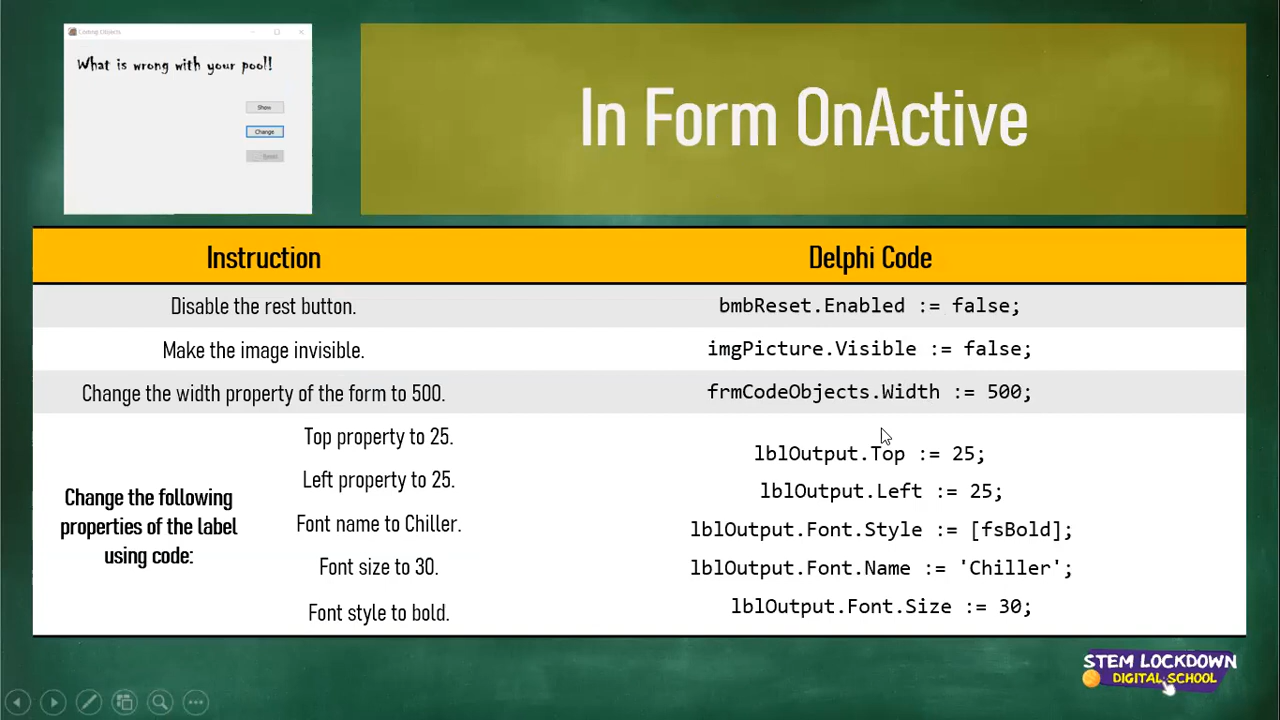 Listing Objects
What is wrong with your pool!
Show
Change
Reset
In Form OnActive
Instruction
Delphi Code
Disable the rest button.
bmbReset.Enabled := false;
Make the image invisible.
imgPicture.Visible := false;
Change the width property of the form to 500.
frmCodeObjects.Width := 500;
Change the following
properties of the label
using code:
Top property to 25.
Left property to 25.
Font name to Chiller.
Font size to 30.
Font style to bold.
lblOutput.Top := 25;
lblOutput.Left := 25;
lblOutput.Font.Style := [fsBold];
lblOutput.Font.Name := 'Chiller';
lblOutput.Font.Size := 30;
STEM LOCKDOWN
DIGITAL SCHOOL